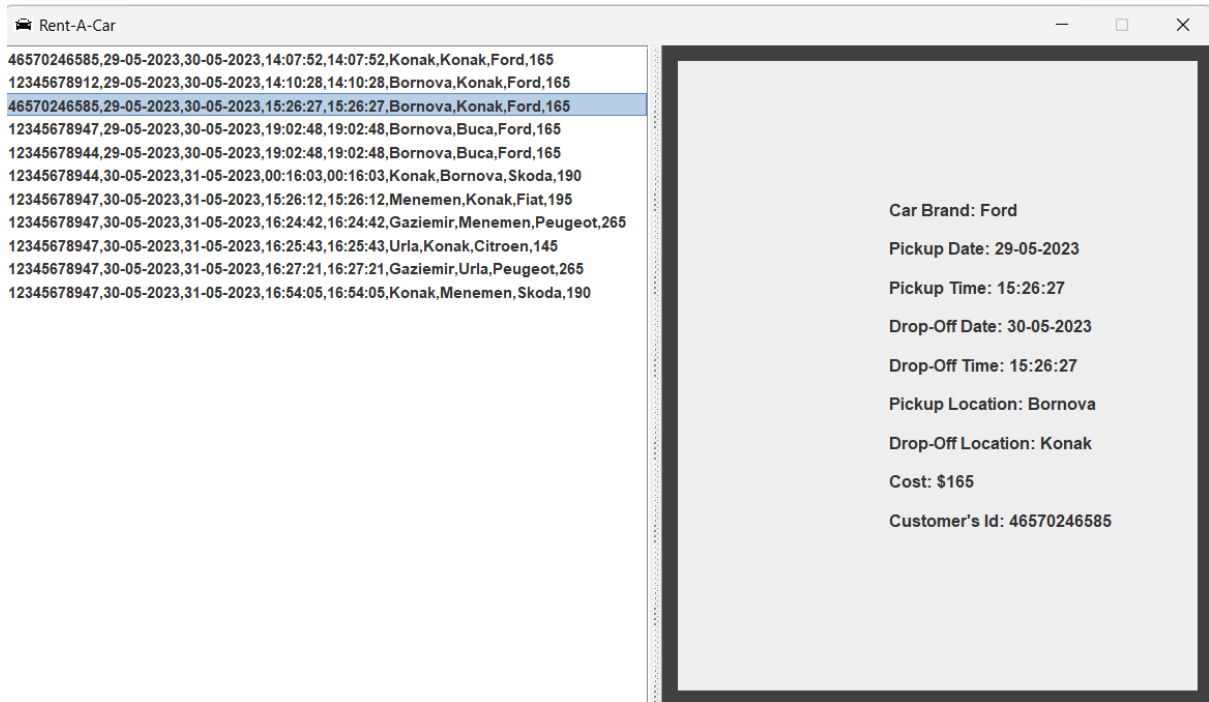 Rent-A-Car
46570246585,29-05-2023,30-05-2023,14:07:52,14:07:52,Konak,Konak,Ford,165
12345678912,29-05-2023,30-05-2023,14:10:28,14:10:28,Bornova,Konak,Ford,165
46570246585,29-05-2023,30-05-2023,15:26:27,15:26:27,Bornova,Konak,Ford,165
12345678947,29-05-2023,30-05-2023,19:02:48,19:02:48,Bornova,Buca,Ford,165
12345678944,29-05-2023,30-05-2023,19:02:48,19:02:48,Bornova,Buca,Ford,165
12345678944,30-05-2023,31-05-2023,00:16:03,00:16:03,Konak,Bornova,Skoda,190
12345678947,30-05-2023,31-05-2023,15:26:12,15:26:12,Menemen,Konak,Fiat,195
12345678947,30-05-2023,31-05-2023,16:24:42,16:24:42,Gaziemir,Menemen,Peugeot,265
12345678947,30-05-2023,31-05-2023,16:25:43,16:25:43,Urla,Konak,Citroen,145
12345678947,30-05-2023,31-05-2023,16:27:21,16:27:21,Gaziemir,Urla,Peugeot,265
12345678947,30-05-2023,31-05-2023,16:54:05,16:54:05,Konak,Menemen,Skoda,190
Car Brand: Ford
Pickup Date: 29-05-2023
Pickup Time: 15:26:27
Drop-Off Date: 30-05-2023
Drop-Off Time: 15:26:27
Pickup Location: Bornova
Drop-Off Location: Konak
Cost: $165
Customer's Id: 46570246585